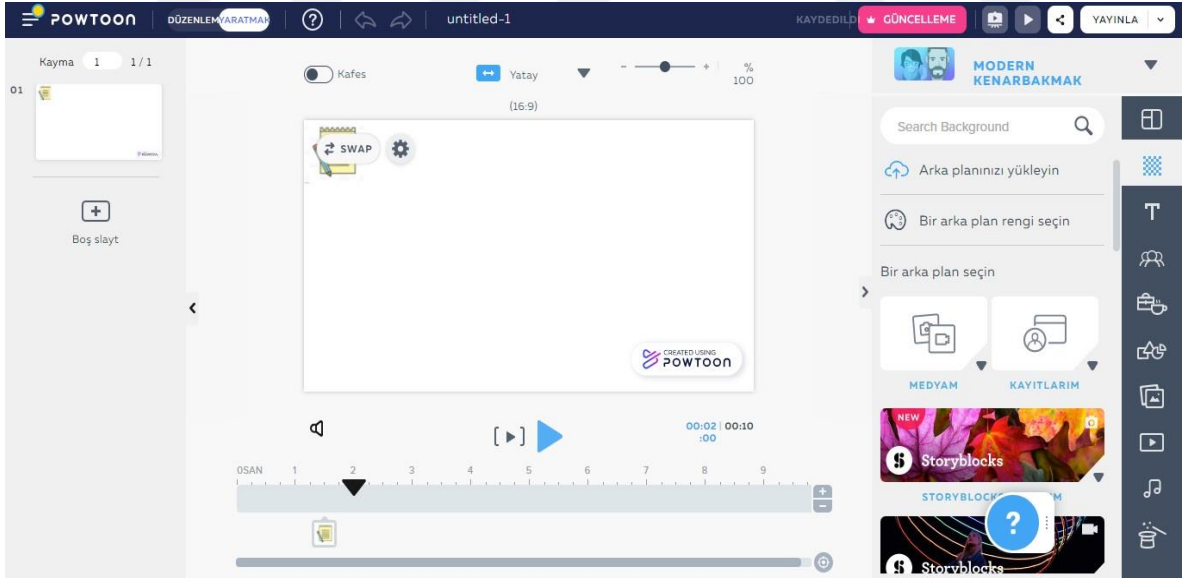 POWTOON
DÜZENLEM YARATMAK
?
untitled-1
KAYDEDILD
GÜNCELLEME
YAYINLA
Kayma 1 1/1
01
Boş slayt
Kafes
Yatay
- + % 100
(16:9)
SWAP
CREATED USING
POWTOON
00:02 | 00:10
:00
0SAN 1 2 3 4 5 6 7 8 9
+
-
MODERN
KENARBAKMAK
Search Background
Arka planınızı yükleyin
Bir arka plan rengi seçin
Bir arka plan seçin
MEDYAM
KAYITLARIM
NEW
Storyblocks
STORYBLOCKS
?
Storyblocks
T